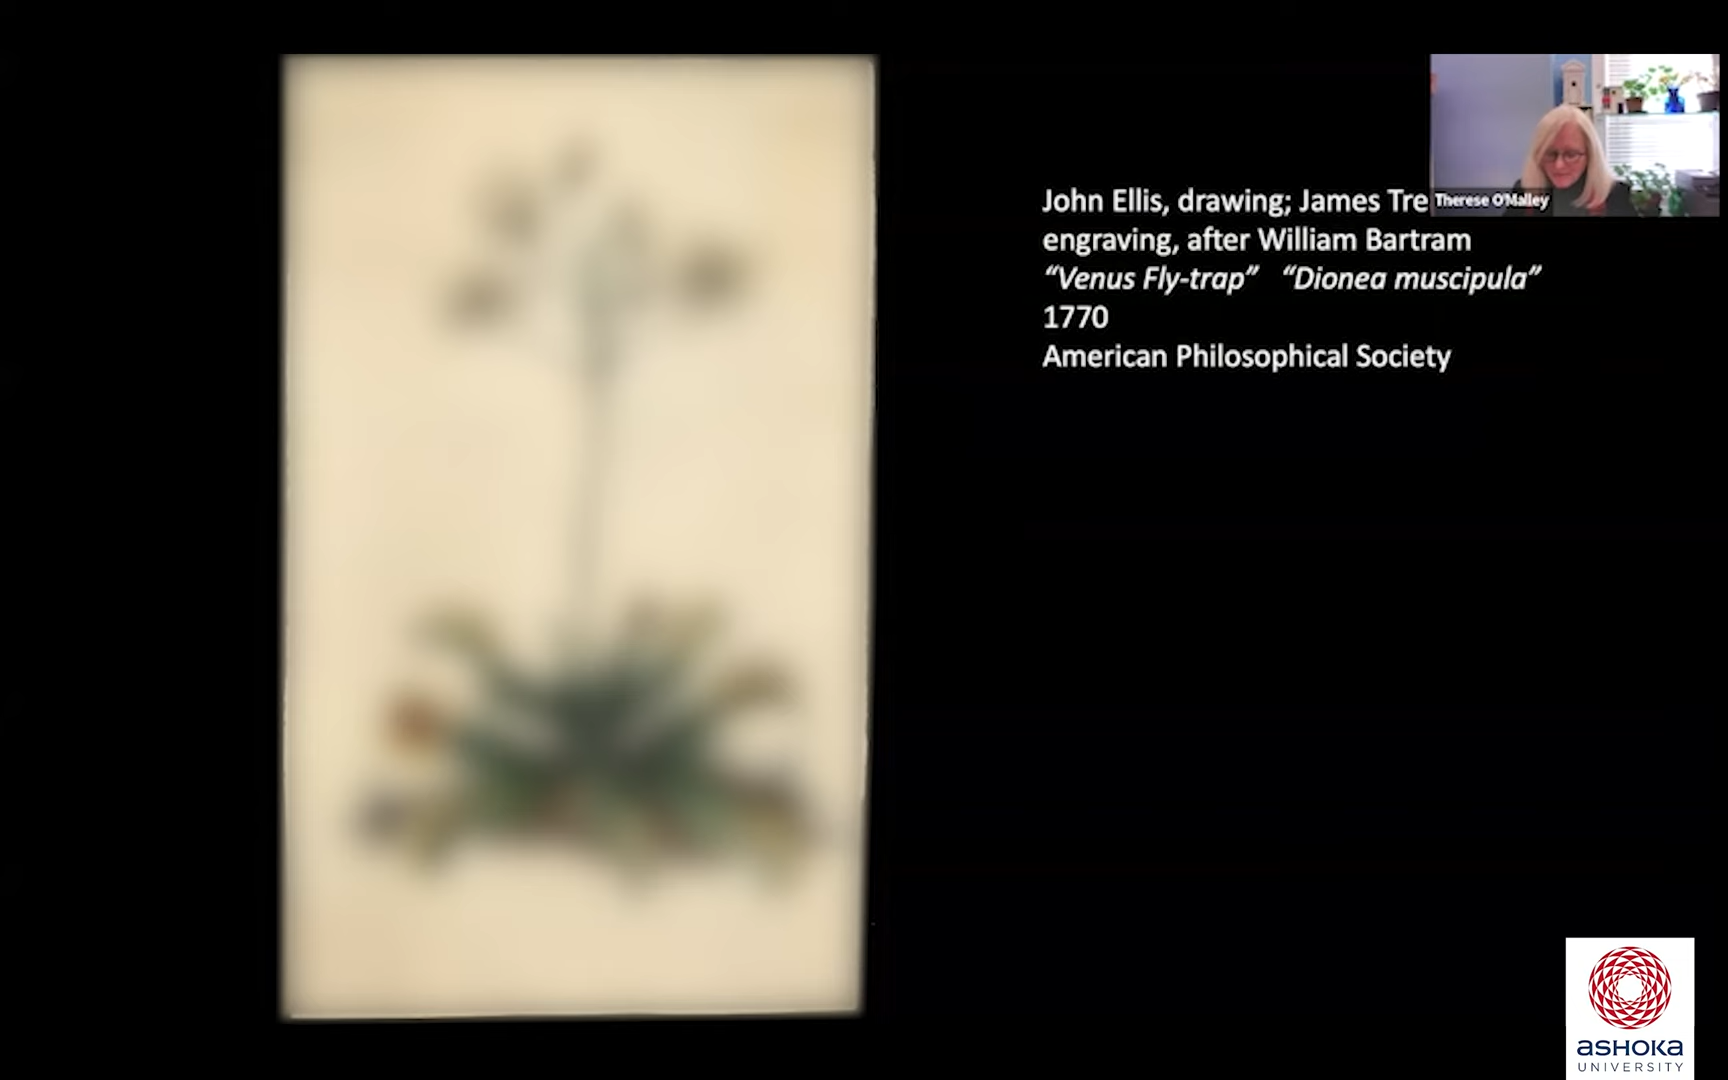 John Ellis, drawing; James Tre
engraving, after William Bartram
“Venus Fly-trap” “Dionea muscipula”
1770
American Philosophical Society
Therese O'Malley
ASHOKA
UNIVERSITY